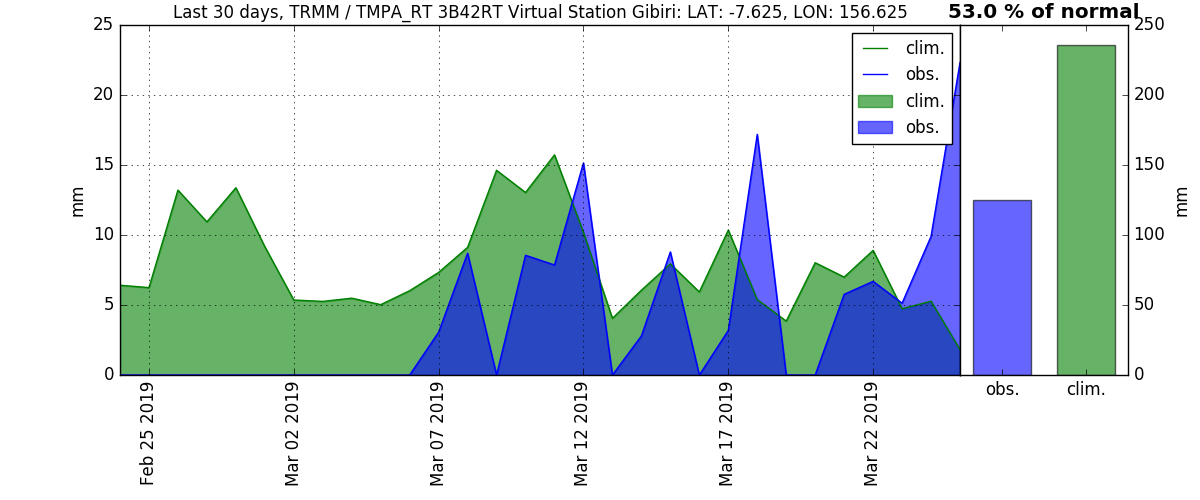 Last 30 days, TRMM / TMPA_RT 3B42RT Virtual Station Gibiri: LAT: -7.625, LON: 156.625
53.0 % of normal
mm
25
20
15
10
5
0
clim.
obs.
clim.
obs.
250
200
150
100
50
0
mm
Feb 25 2019
Mar 02 2019
Mar 07 2019
Mar 12 2019
Mar 17 2019
Mar 22 2019
obs.
clim.